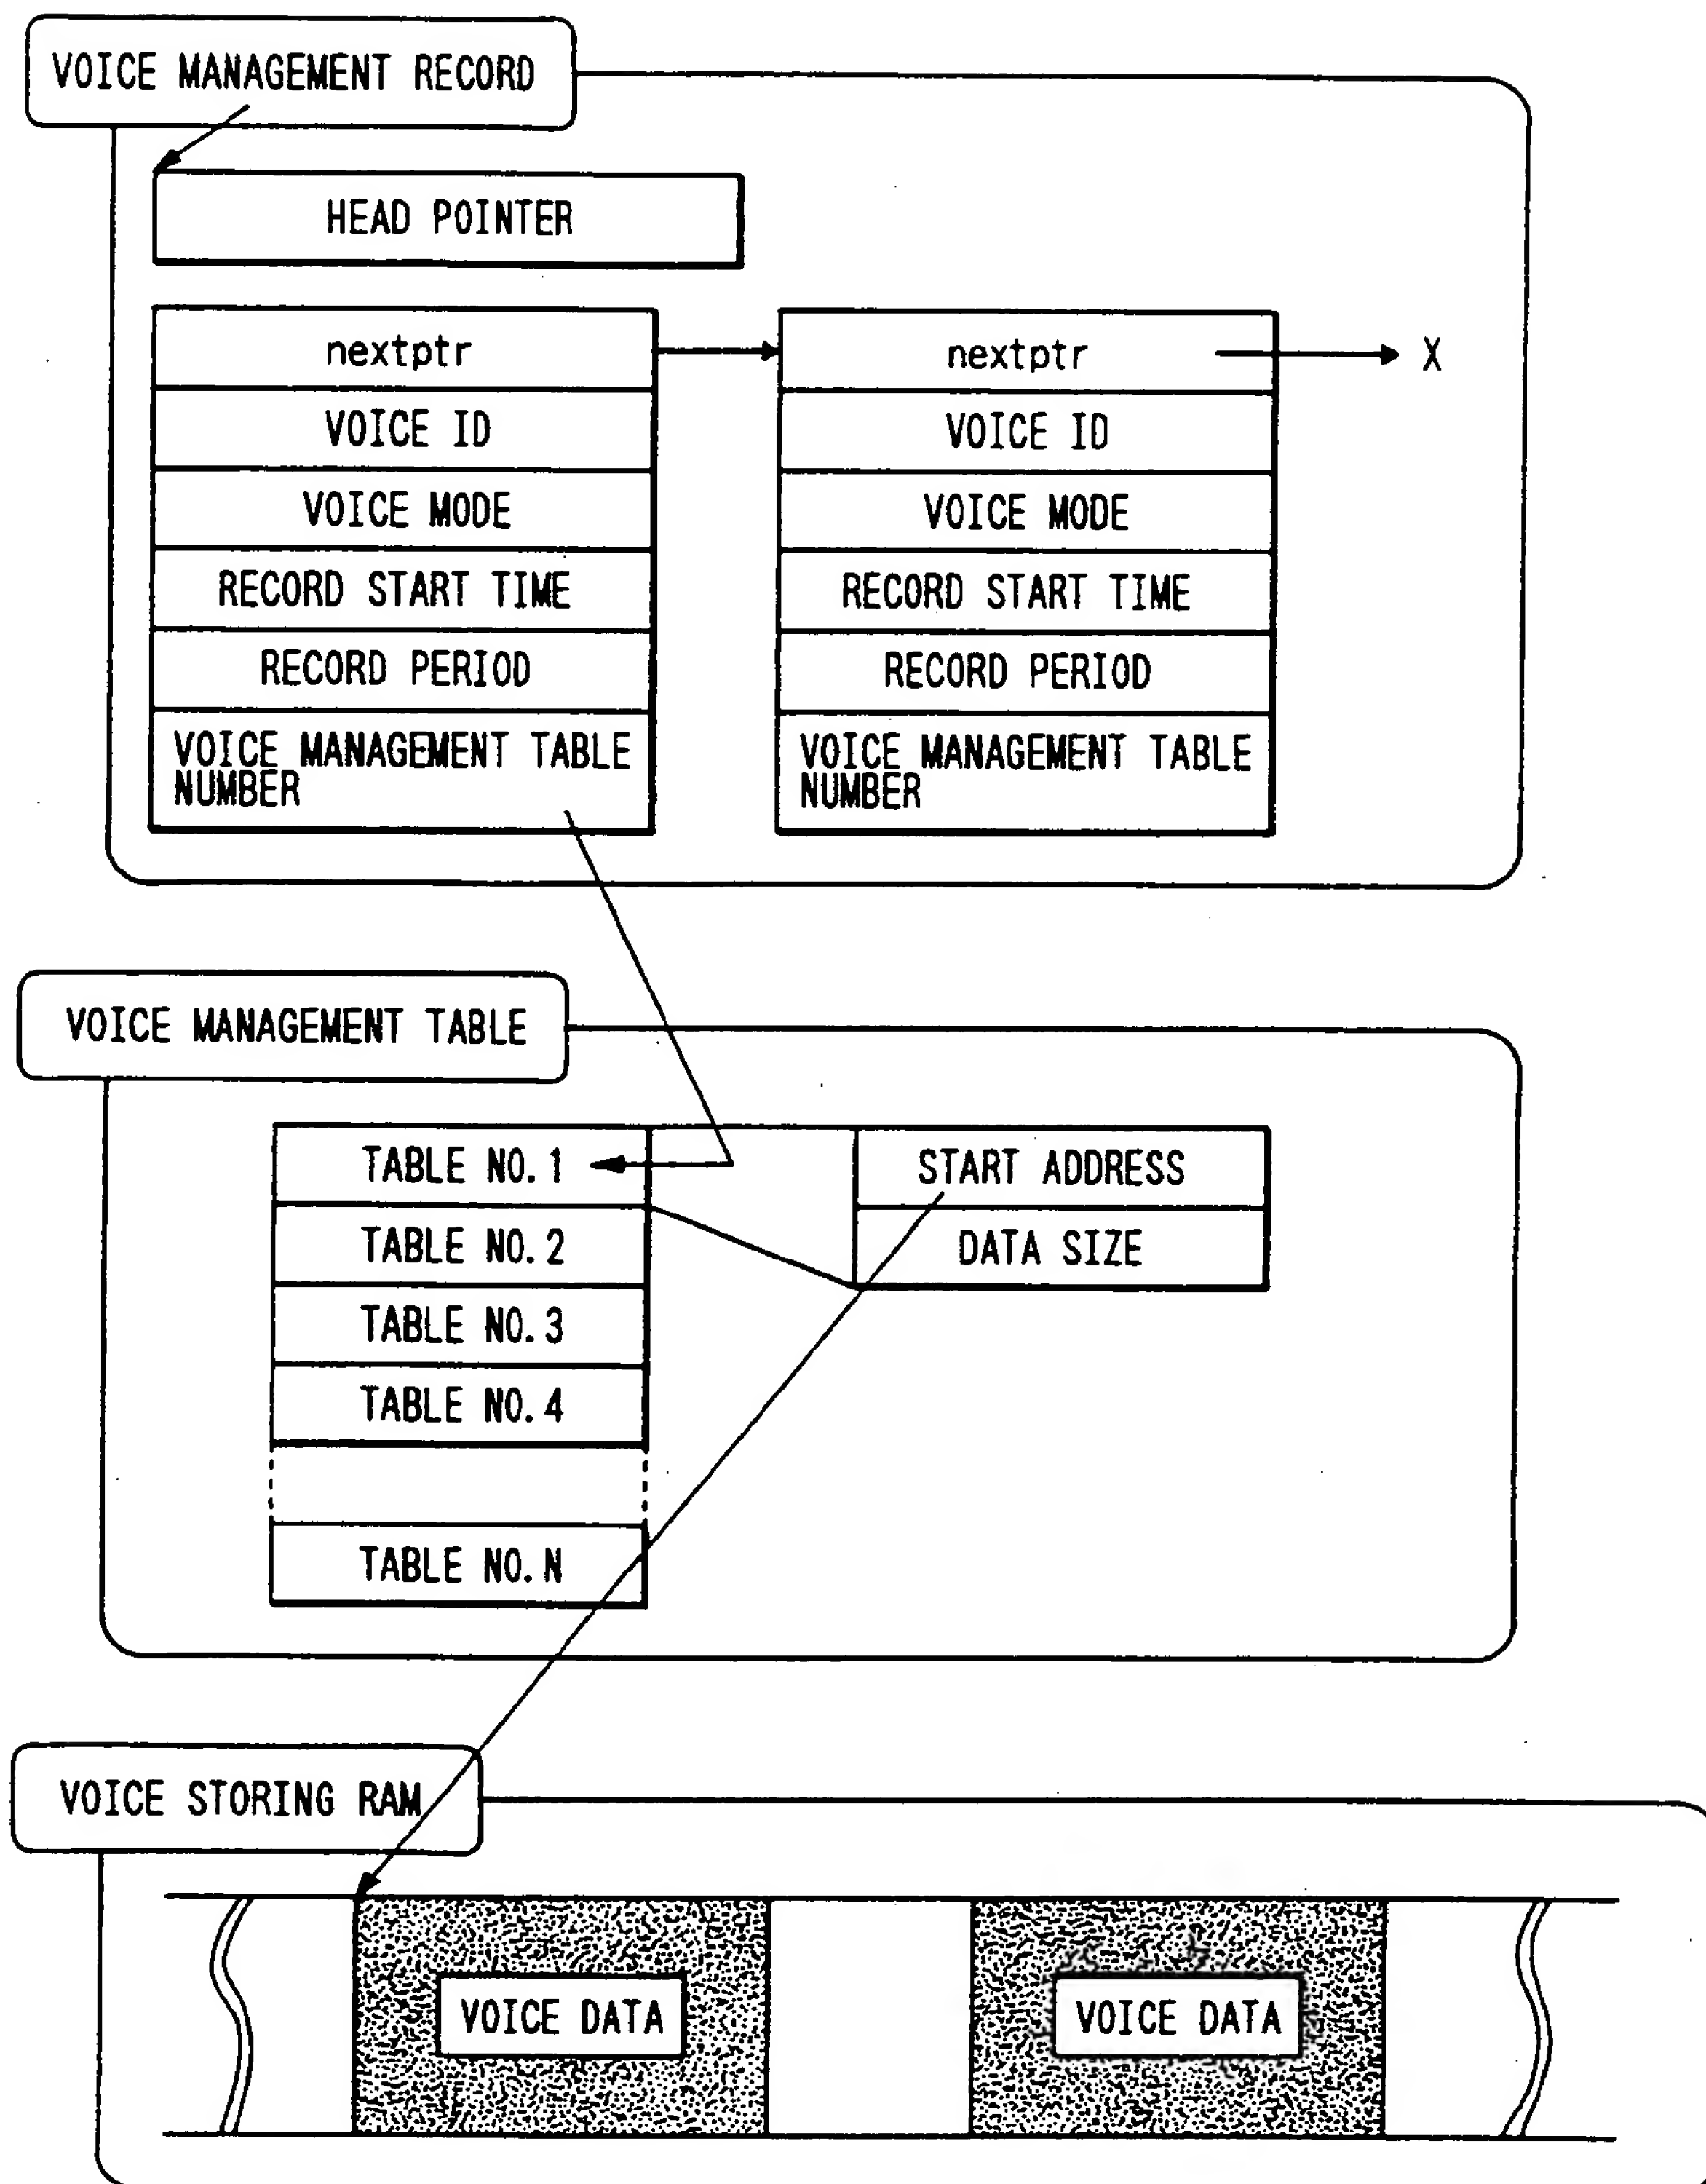 VOICE MANAGEMENT RECORD
HEAD POINTER
nextptr
VOICE ID
VOICE MODE
RECORD START TIME
RECORD PERIOD
VOICE MANAGEMENT TABLE
NUMBER
nextptr
X
VOICE ID
VOICE MODE
RECORD START TIME
RECORD PERIOD
VOICE MANAGEMENT TABLE
NUMBER
VOICE MANAGEMENT TABLE
TABLE NO. 1
TABLE NO. 2
TABLE NO. 3
TABLE NO. 4
TABLE NO. N
START ADDRESS
DATA SIZE
VOICE STORING RAM
VOICE DATA
VOICE DATA